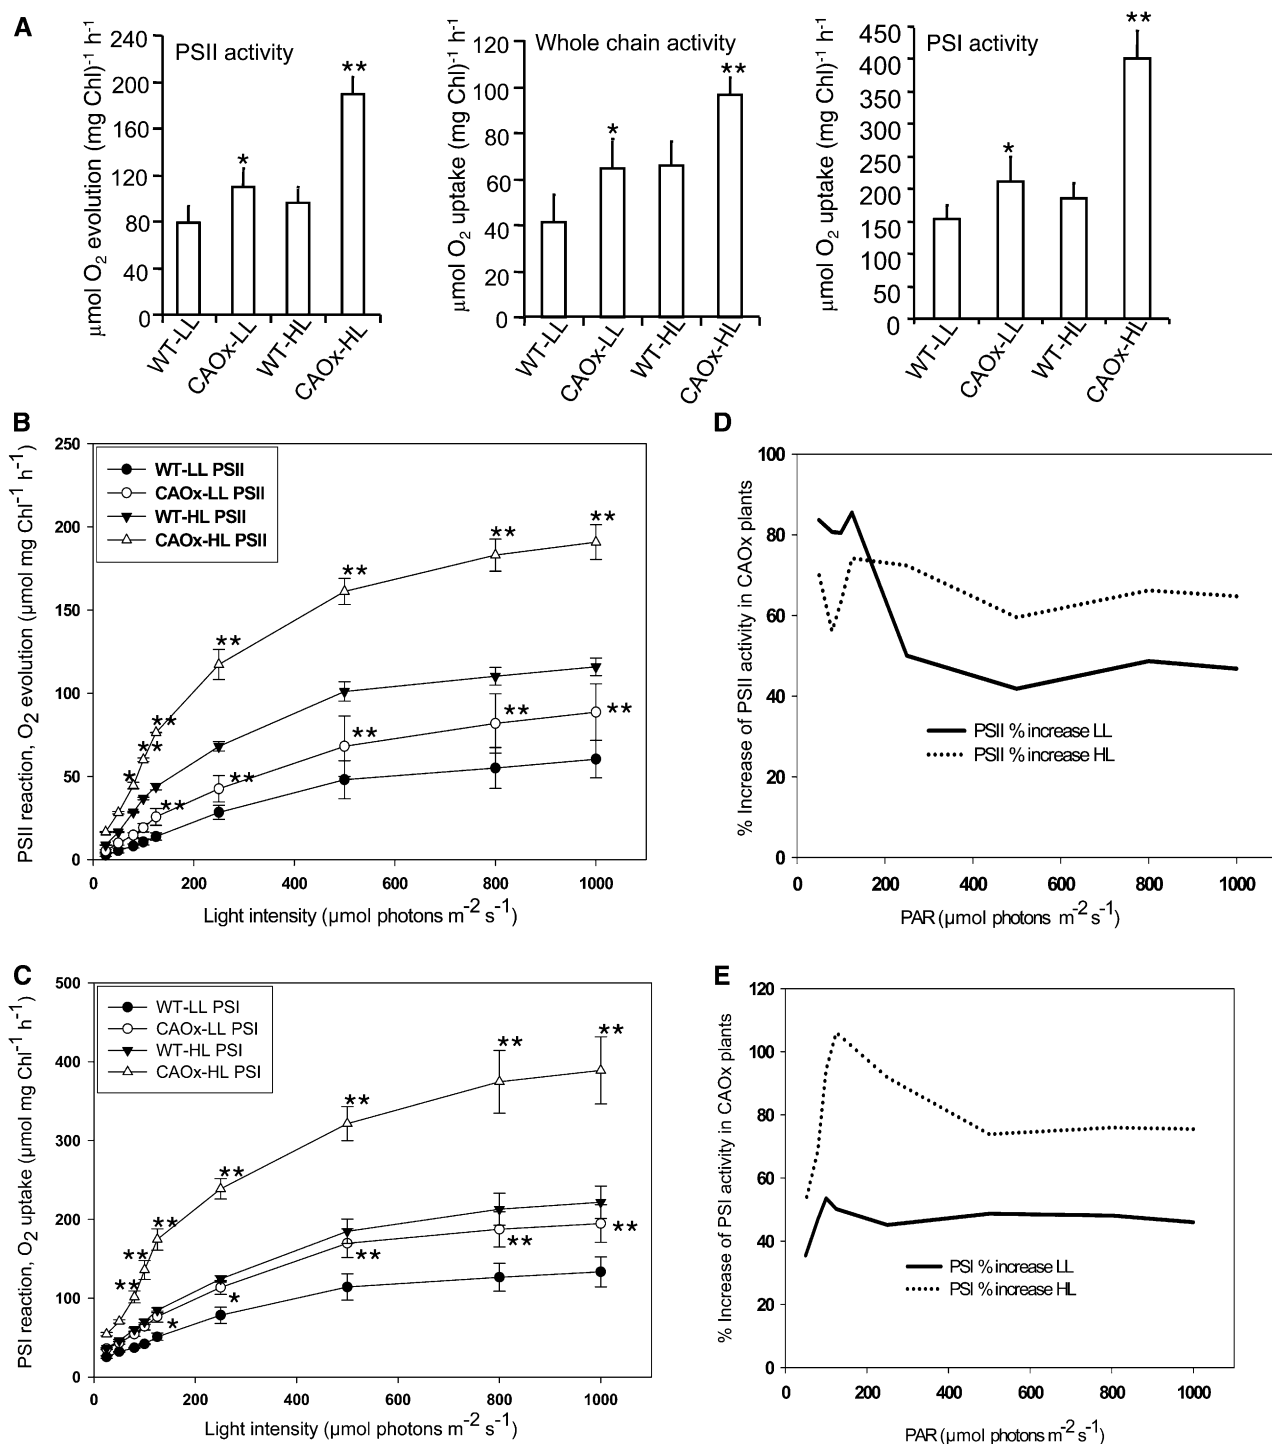 A
PSII activity
µmol O2 evolution (mg Chl)-1 h-1
240
200
160
120
80
40
0
*
**
WT-LL
CAOx-LL
WT-HL
CAOx-HL
Whole chain activity
µmol O2 uptake (mg Chl)-1 h-1
120
100
80
60
40
20
0
*
**
WT-LL
CAOx-LL
WT-HL
CAOx-HL
PSI activity
µmol O2 uptake (mg Chl)-1 h-1
450
400
350
300
250
200
150
100
50
0
*
**
WT-LL
CAOx-LL
WT-HL
CAOx-HL
B
PSII reaction, O2 evolution (µmol mg Chl-1 h-1)
250
200
150
100
50
0
WT-LL PSII
CAOx-LL PSII
WT-HL PSII
CAOx-HL PSII
** ** **
**
**
**
*
** ** **
**
**
0 200 400 600 800 1000
Light intensity (µmol photons m-2 s-1)
D
% Increase of PSII activity in CAOx plants
100
80
60
40
20
0
PSII % increase LL
PSII % increase HL
0 200 400 600 800 1000
PAR (µmol photons m-2 s-1)
C
PSI reaction, O2 uptake (µmol mg Chl-1 h-1)
500
400
300
200
100
0
WT-LL PSI
CAOx-LL PSI
WT-HL PSI
CAOx-HL PSI
** ** **
**
**
**
**
** ** **
*
*
0 200 400 600 800 1000
Light intensity (µmol photons m-2 s-1)
E
% Increase of PSI activity in CAOx plants
120
100
80
60
40
20
0
PSI % increase LL
PSI % increase HL
0 200 400 600 800 1000
PAR (µmol photons m-2 s-1)